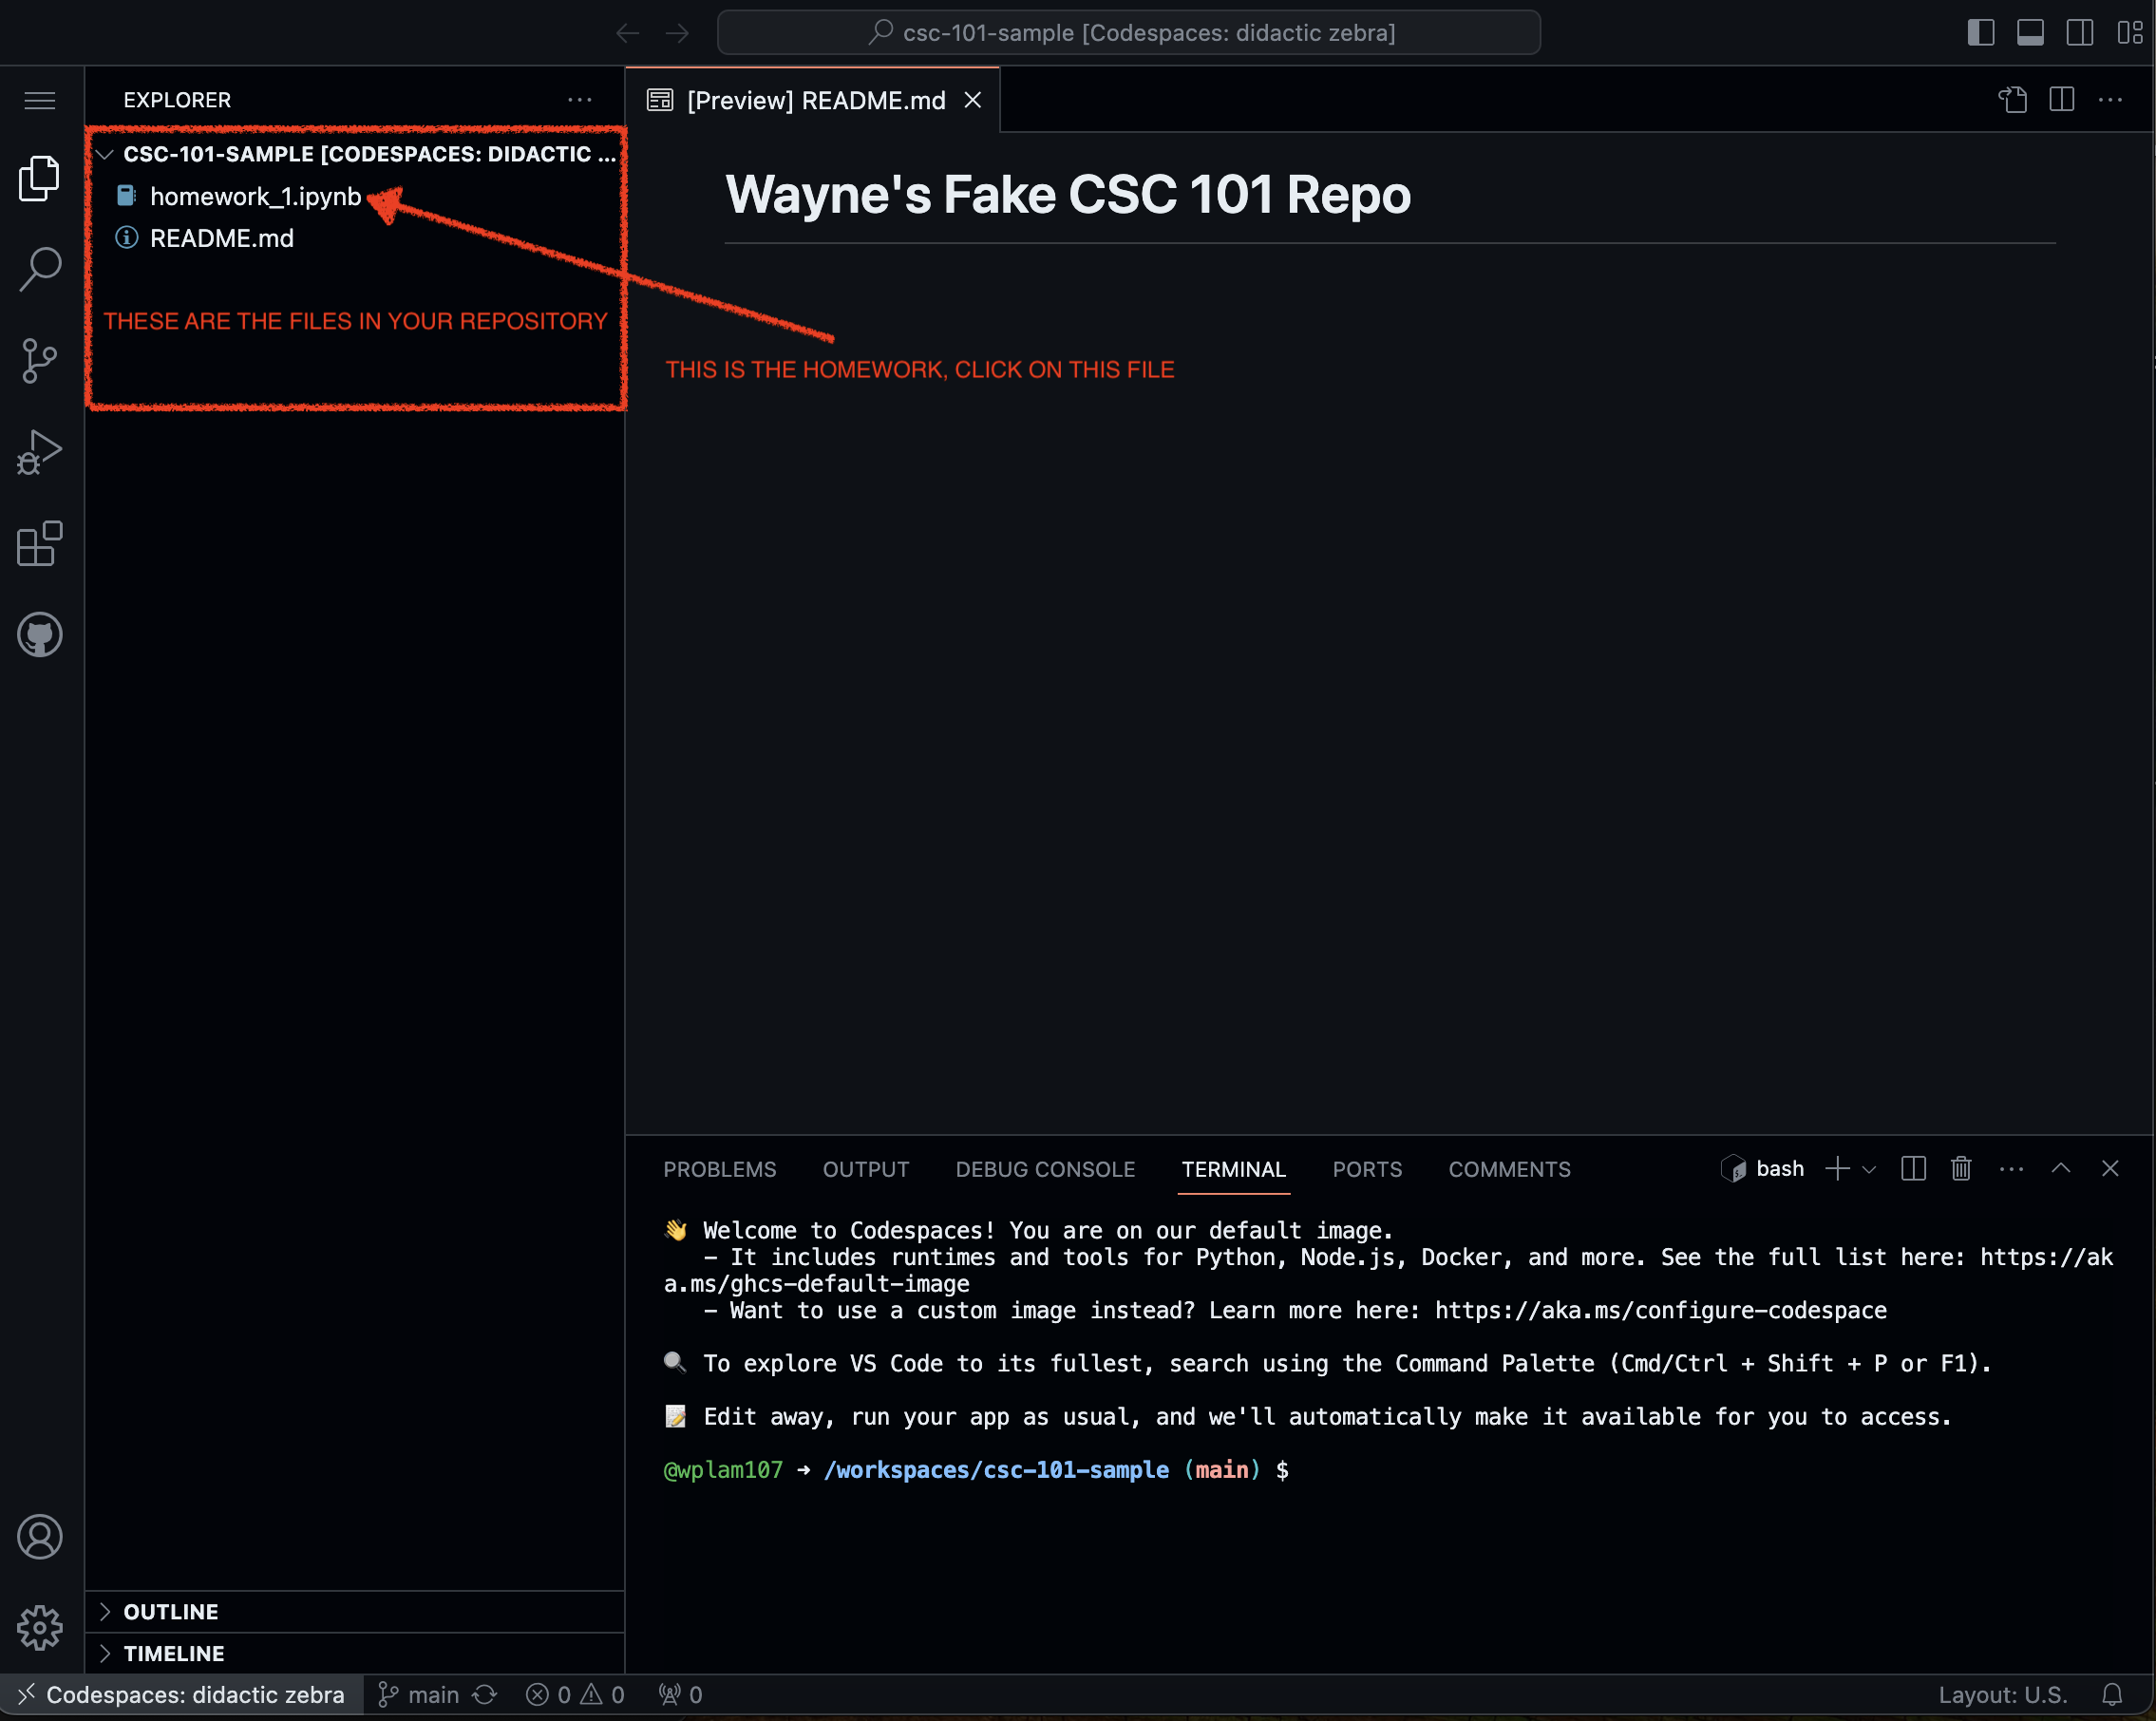 csc-101-sample [Codespaces: didactic zebra]
EXPLORER
[Preview] README.md
CSC-101-SAMPLE [CODESPACES: DIDACTIC ...
homework_1.ipynb
README.md
THESE ARE THE FILES IN YOUR REPOSITORY
Wayne's Fake CSC 101 Repo
THIS IS THE HOMEWORK, CLICK ON THIS FILE
PROBLEMS OUTPUT DEBUG CONSOLE TERMINAL PORTS COMMENTS bash
👋 Welcome to Codespaces! You are on our default image.
- It includes runtimes and tools for Python, Node.js, Docker, and more. See the full list here: https://ak
a.ms/ghcs-default-image
- Want to use a custom image instead? Learn more here: https://aka.ms/configure-codespace
🔍 To explore VS Code to its fullest, search using the Command Palette (Cmd/Ctrl + Shift + P or F1).
📝 Edit away, run your app as usual, and we'll automatically make it available for you to access.
@wplam107 ➜ /workspaces/csc-101-sample (main) $
OUTLINE
TIMELINE
Codespaces: didactic zebra main 0 0 0 Layout: U.S.